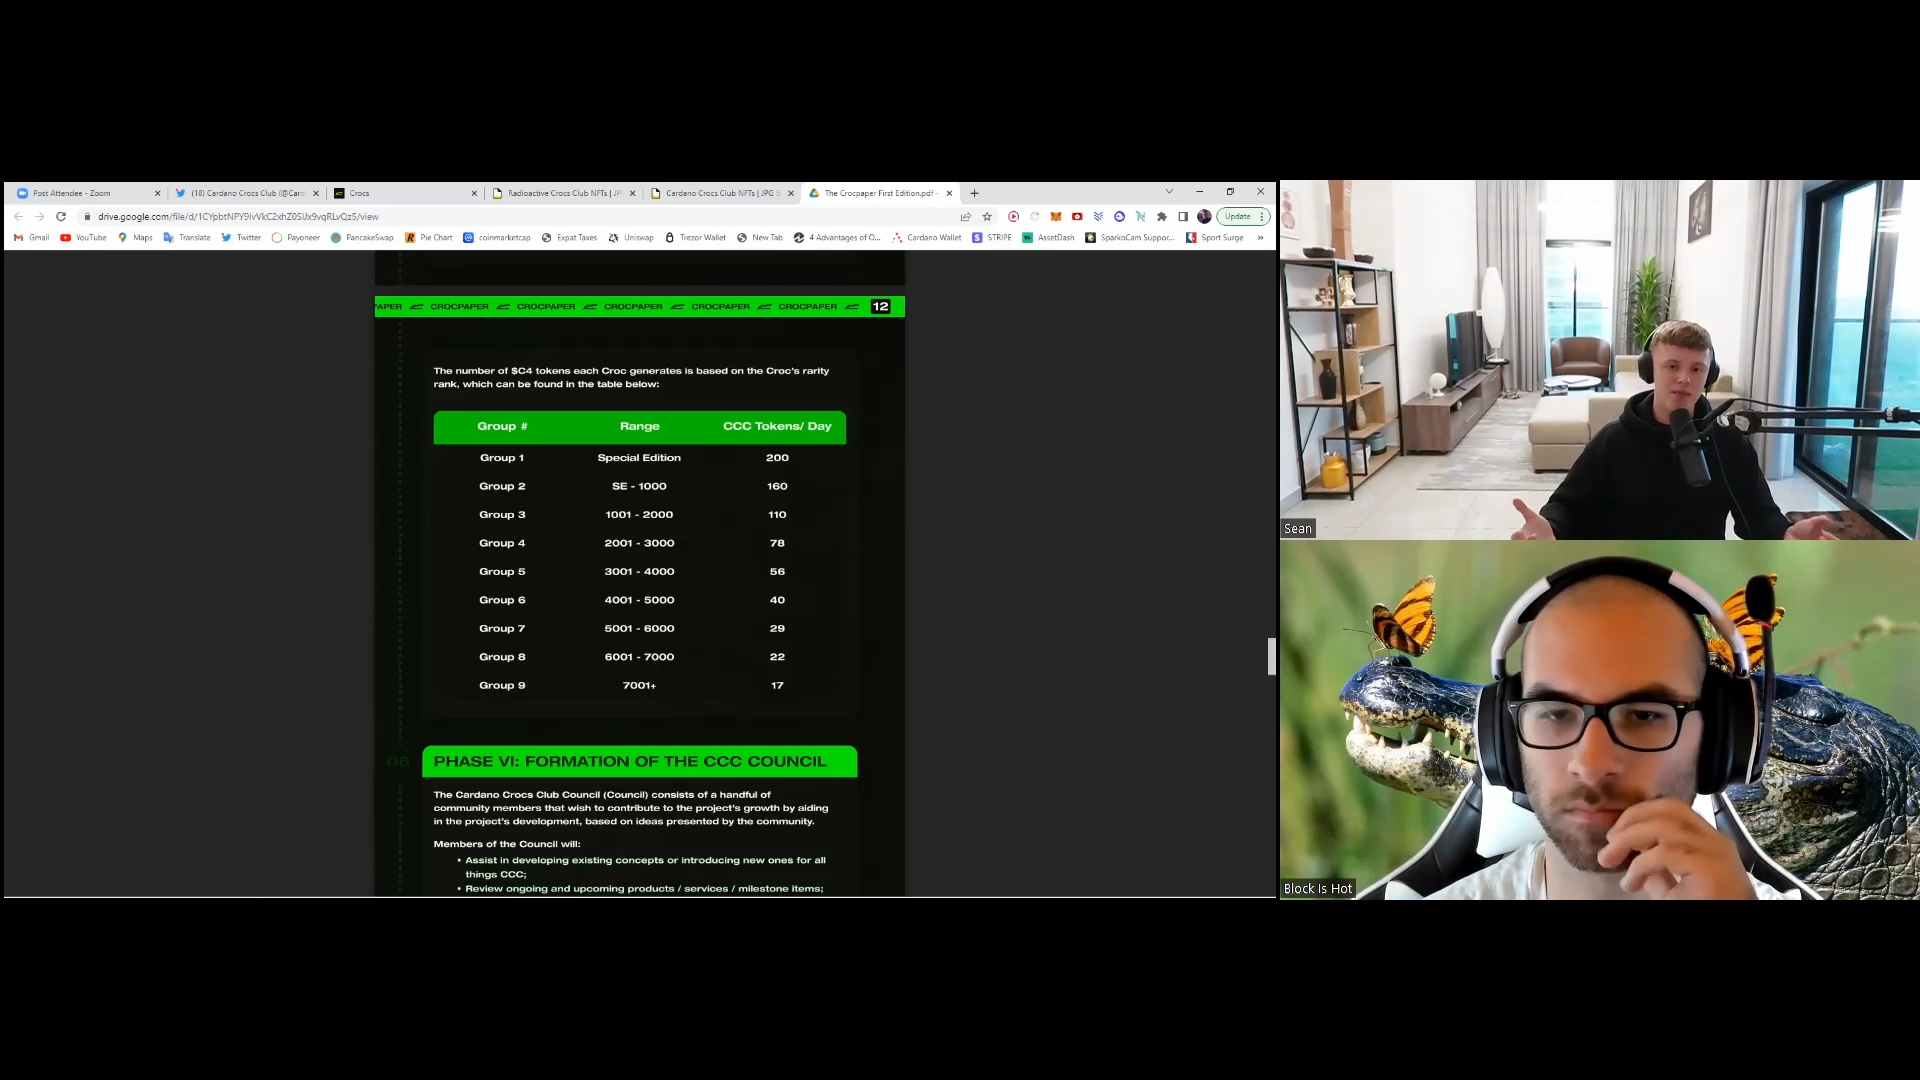 Post Attendee - Zoom
(18) Cardano Crocs Club (@Card
Crocs
Radioactive Crocs Club NFTs | JP
Cardano Crocs Club NFTs | JPG S
The Crocpaper First Edition.pdf -
Update
Gmail
YouTube
Maps
Translate
Twitter
Payoneer
PancakeSwap
Pie Chart
coinmarketcap
Expat Taxes
Uniswap
Trezor Wallet
New Tab
4 Advantages of O...
Cardano Wallet
STRIPE
AssetDash
SparkoCam Suppor...
Sport Surge
»
APER CROCPAPER CROCPAPER CROCPAPER CROCPAPER CROCPAPER 12
The number of $C4 tokens each Croc generates is based on the Croc's rarity
rank, which can be found in the table below:
Group # Range CCC Tokens/ Day
Group 1 Special Edition 200
Group 2 SE - 1000 160
Group 3 1001 - 2000 110
Group 4 2001 - 3000 78
Group 5 3001 - 4000 56
Group 6 4001 - 5000 40
Group 7 5001 - 6000 29
Group 8 6001 - 7000 22
Group 9 7001+ 17
06 PHASE VI: FORMATION OF THE CCC COUNCIL
The Cardano Crocs Club Council (Council) consists of a handful of
community members that wish to contribute to the project's growth by aiding
in the project's development, based on ideas presented by the community.
Members of the Council will:
• Assist in developing existing concepts or introducing new ones for all
things CCC;
• Review ongoing and upcoming products / services / milestone items;
Sean
Block Is Hot